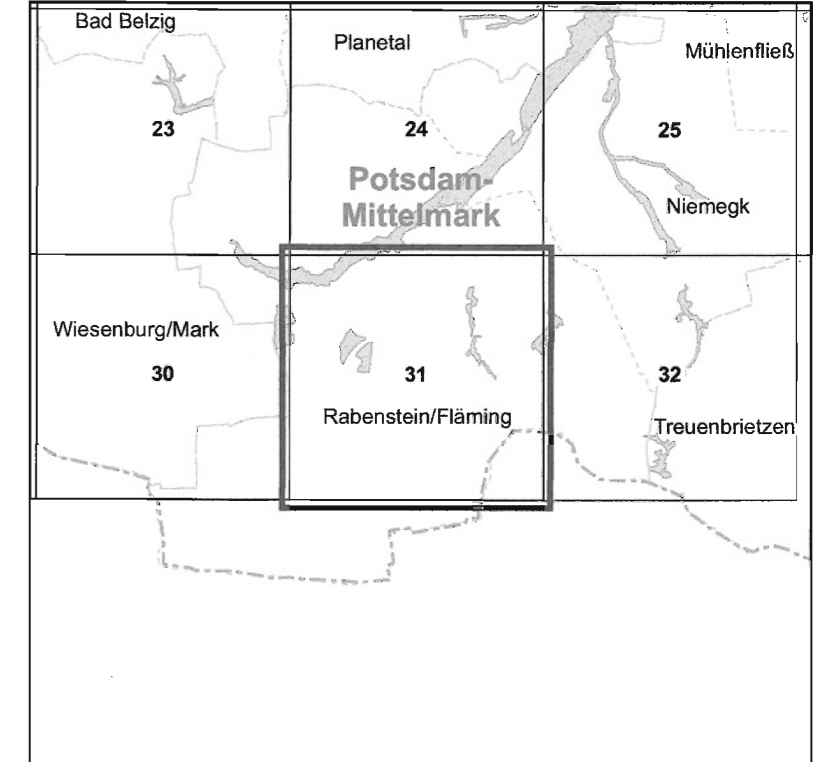 Bad Belzig
Planetal
Mühlenfließ
23
24
25
Potsdam-
Mittelmark
Niemegk
Wiesenburg/Mark
30
31
32
Rabenstein/Fläming
Treuenbrietzen